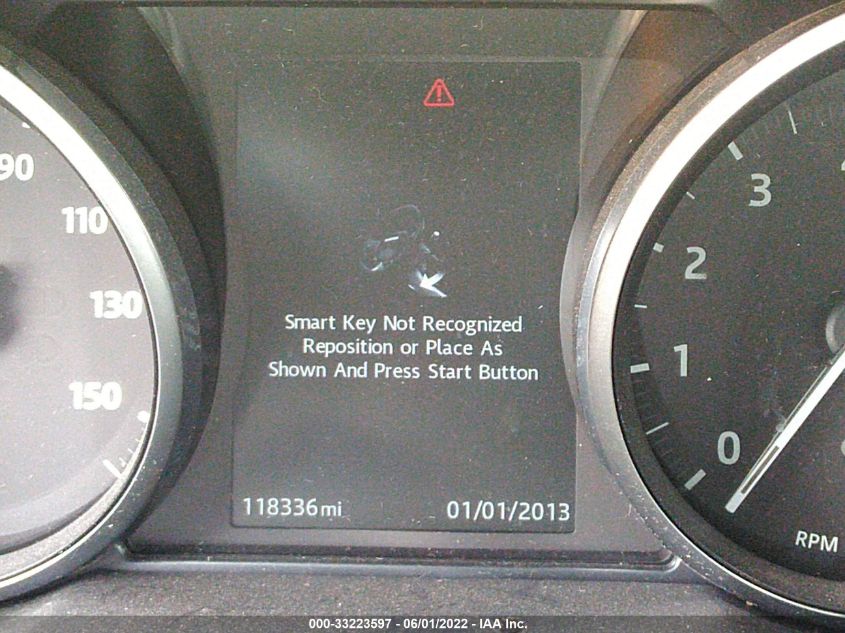 90
110
130
150
Smart Key Not Recognized
Reposition or Place As
Shown And Press Start Button
118336mi
01/01/2013
3
2
1
0
RPM
000-33223597 - 06/01/2022 - IAA Inc.